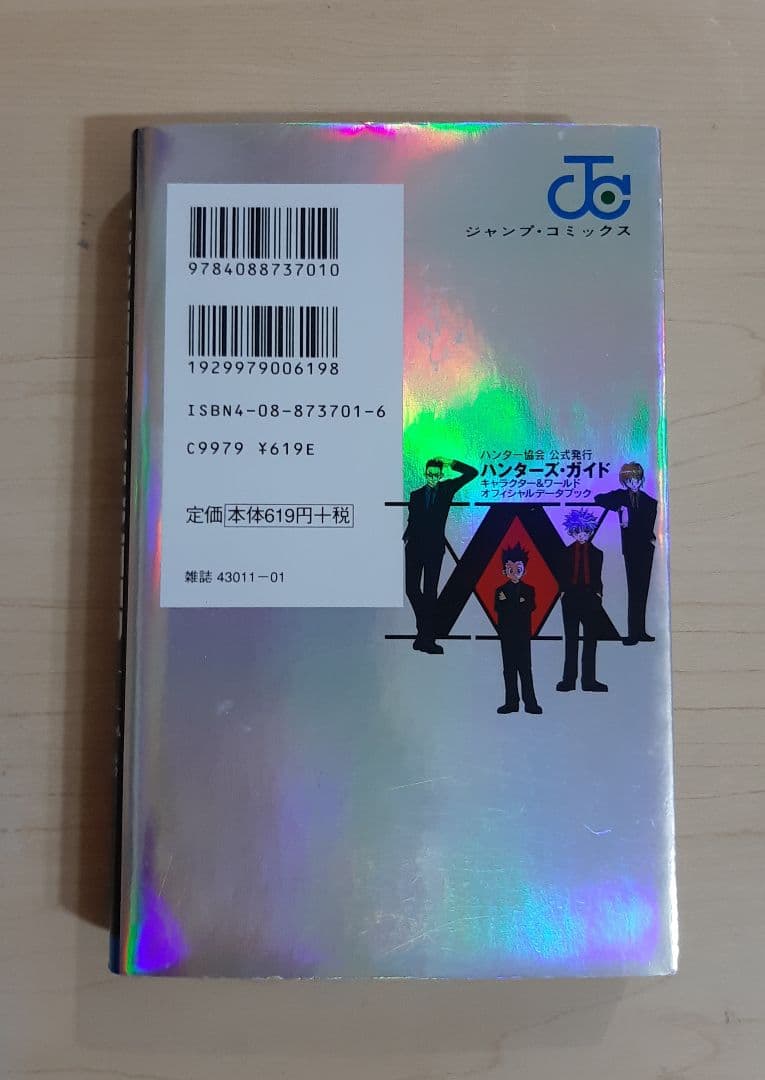 9784088737010
1929979006198
ISBN4-08-873701-6
C9979 ¥619E
定価 本体619円+税
雑誌 43011-01
JC
ジャンプ・コミックス
ハンター協会 公式発行
ハンターズ・ガイド
キャラクター&ワールド
オフィシャルデータブック